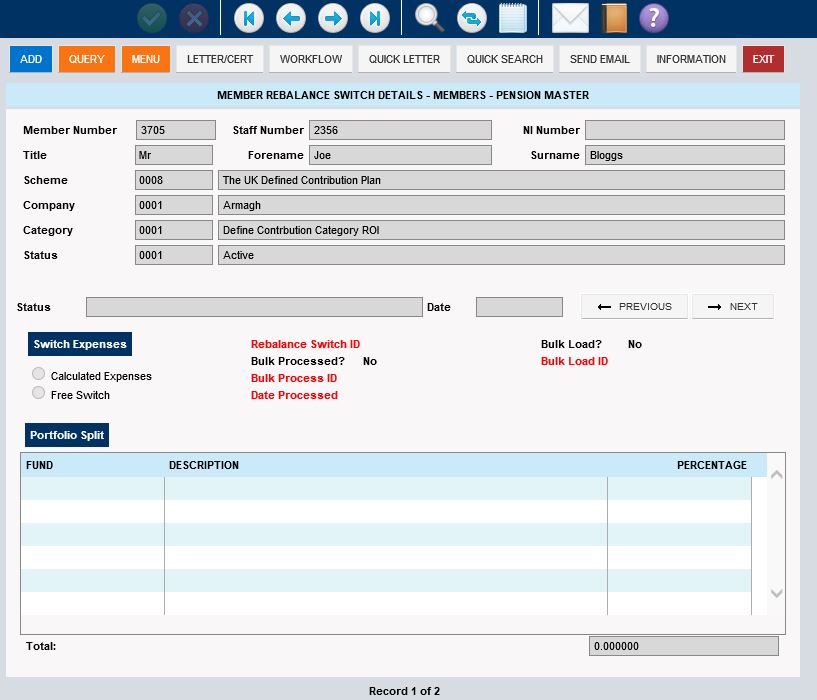 ?
ADD QUERY MENU LETTER/CERT WORKFLOW QUICK LETTER QUICK SEARCH SEND EMAIL INFORMATION EXIT
MEMBER REBALANCE SWITCH DETAILS - MEMBERS - PENSION MASTER
Member Number 3705 Staff Number 2356 NI Number
Title Mr Forename Joe Surname Bloggs
Scheme 0008 The UK Defined Contribution Plan
Company 0001 Armagh
Category 0001 Define Contrbution Category ROI
Status 0001 Active
Status Date PREVIOUS NEXT
Switch Expenses Rebalance Switch ID Bulk Load? No
Bulk Processed? No Bulk Load ID
Calculated Expenses Bulk Process ID
Free Switch Date Processed
Portfolio Split
FUND DESCRIPTION PERCENTAGE
Total: 0.000000
Record 1 of 2